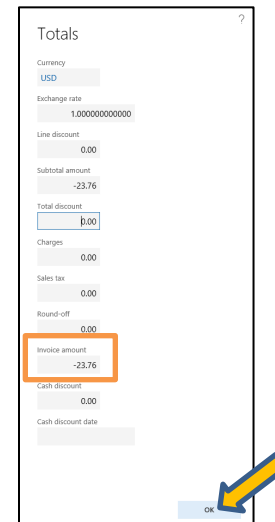 ?
Totals
Currency
USD
Exchange rate
1.000000000000
Line discount
0.00
Subtotal amount
-23.76
Total discount
0.00
Charges
0.00
Sales tax
0.00
Round-off
0.00
Invoice amount
-23.76
Cash discount
0.00
Cash discount date
OK